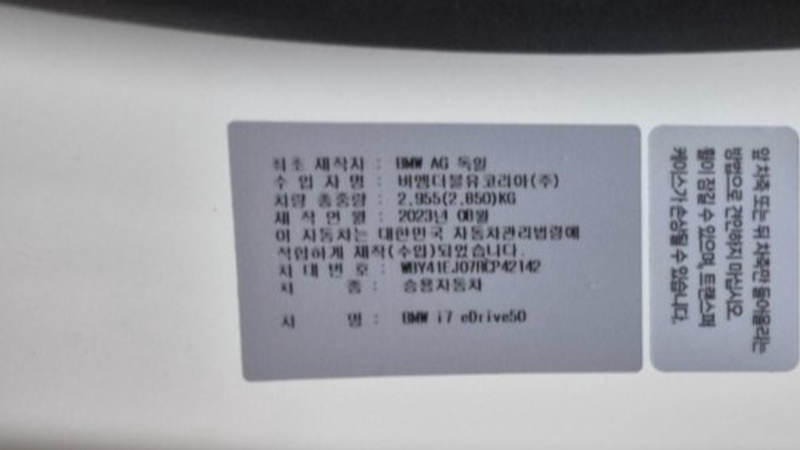 최초 제작자 : BMW AG 독일
수 입 자 명 : 비엠더블유코리아(주)
차량 총중량 : 2,955(2,850)KG
제 작 연 월 : 2023년 08월
이 자동차는 대한민국 자동차관리법령에
적합하게 제작(수입)되었습니다.
차 대 번 호 : WBY41EJ07RCP42142
차 종 : 승용자동차
차 명 : BMW i7 eDrive50
앞 차축 또는 뒤 차축만 들어올리는
방법으로 견인하지 마십시오.
휠이 잠길 수 있으며, 트랜스퍼
케이스가 손상될 수 있습니다.